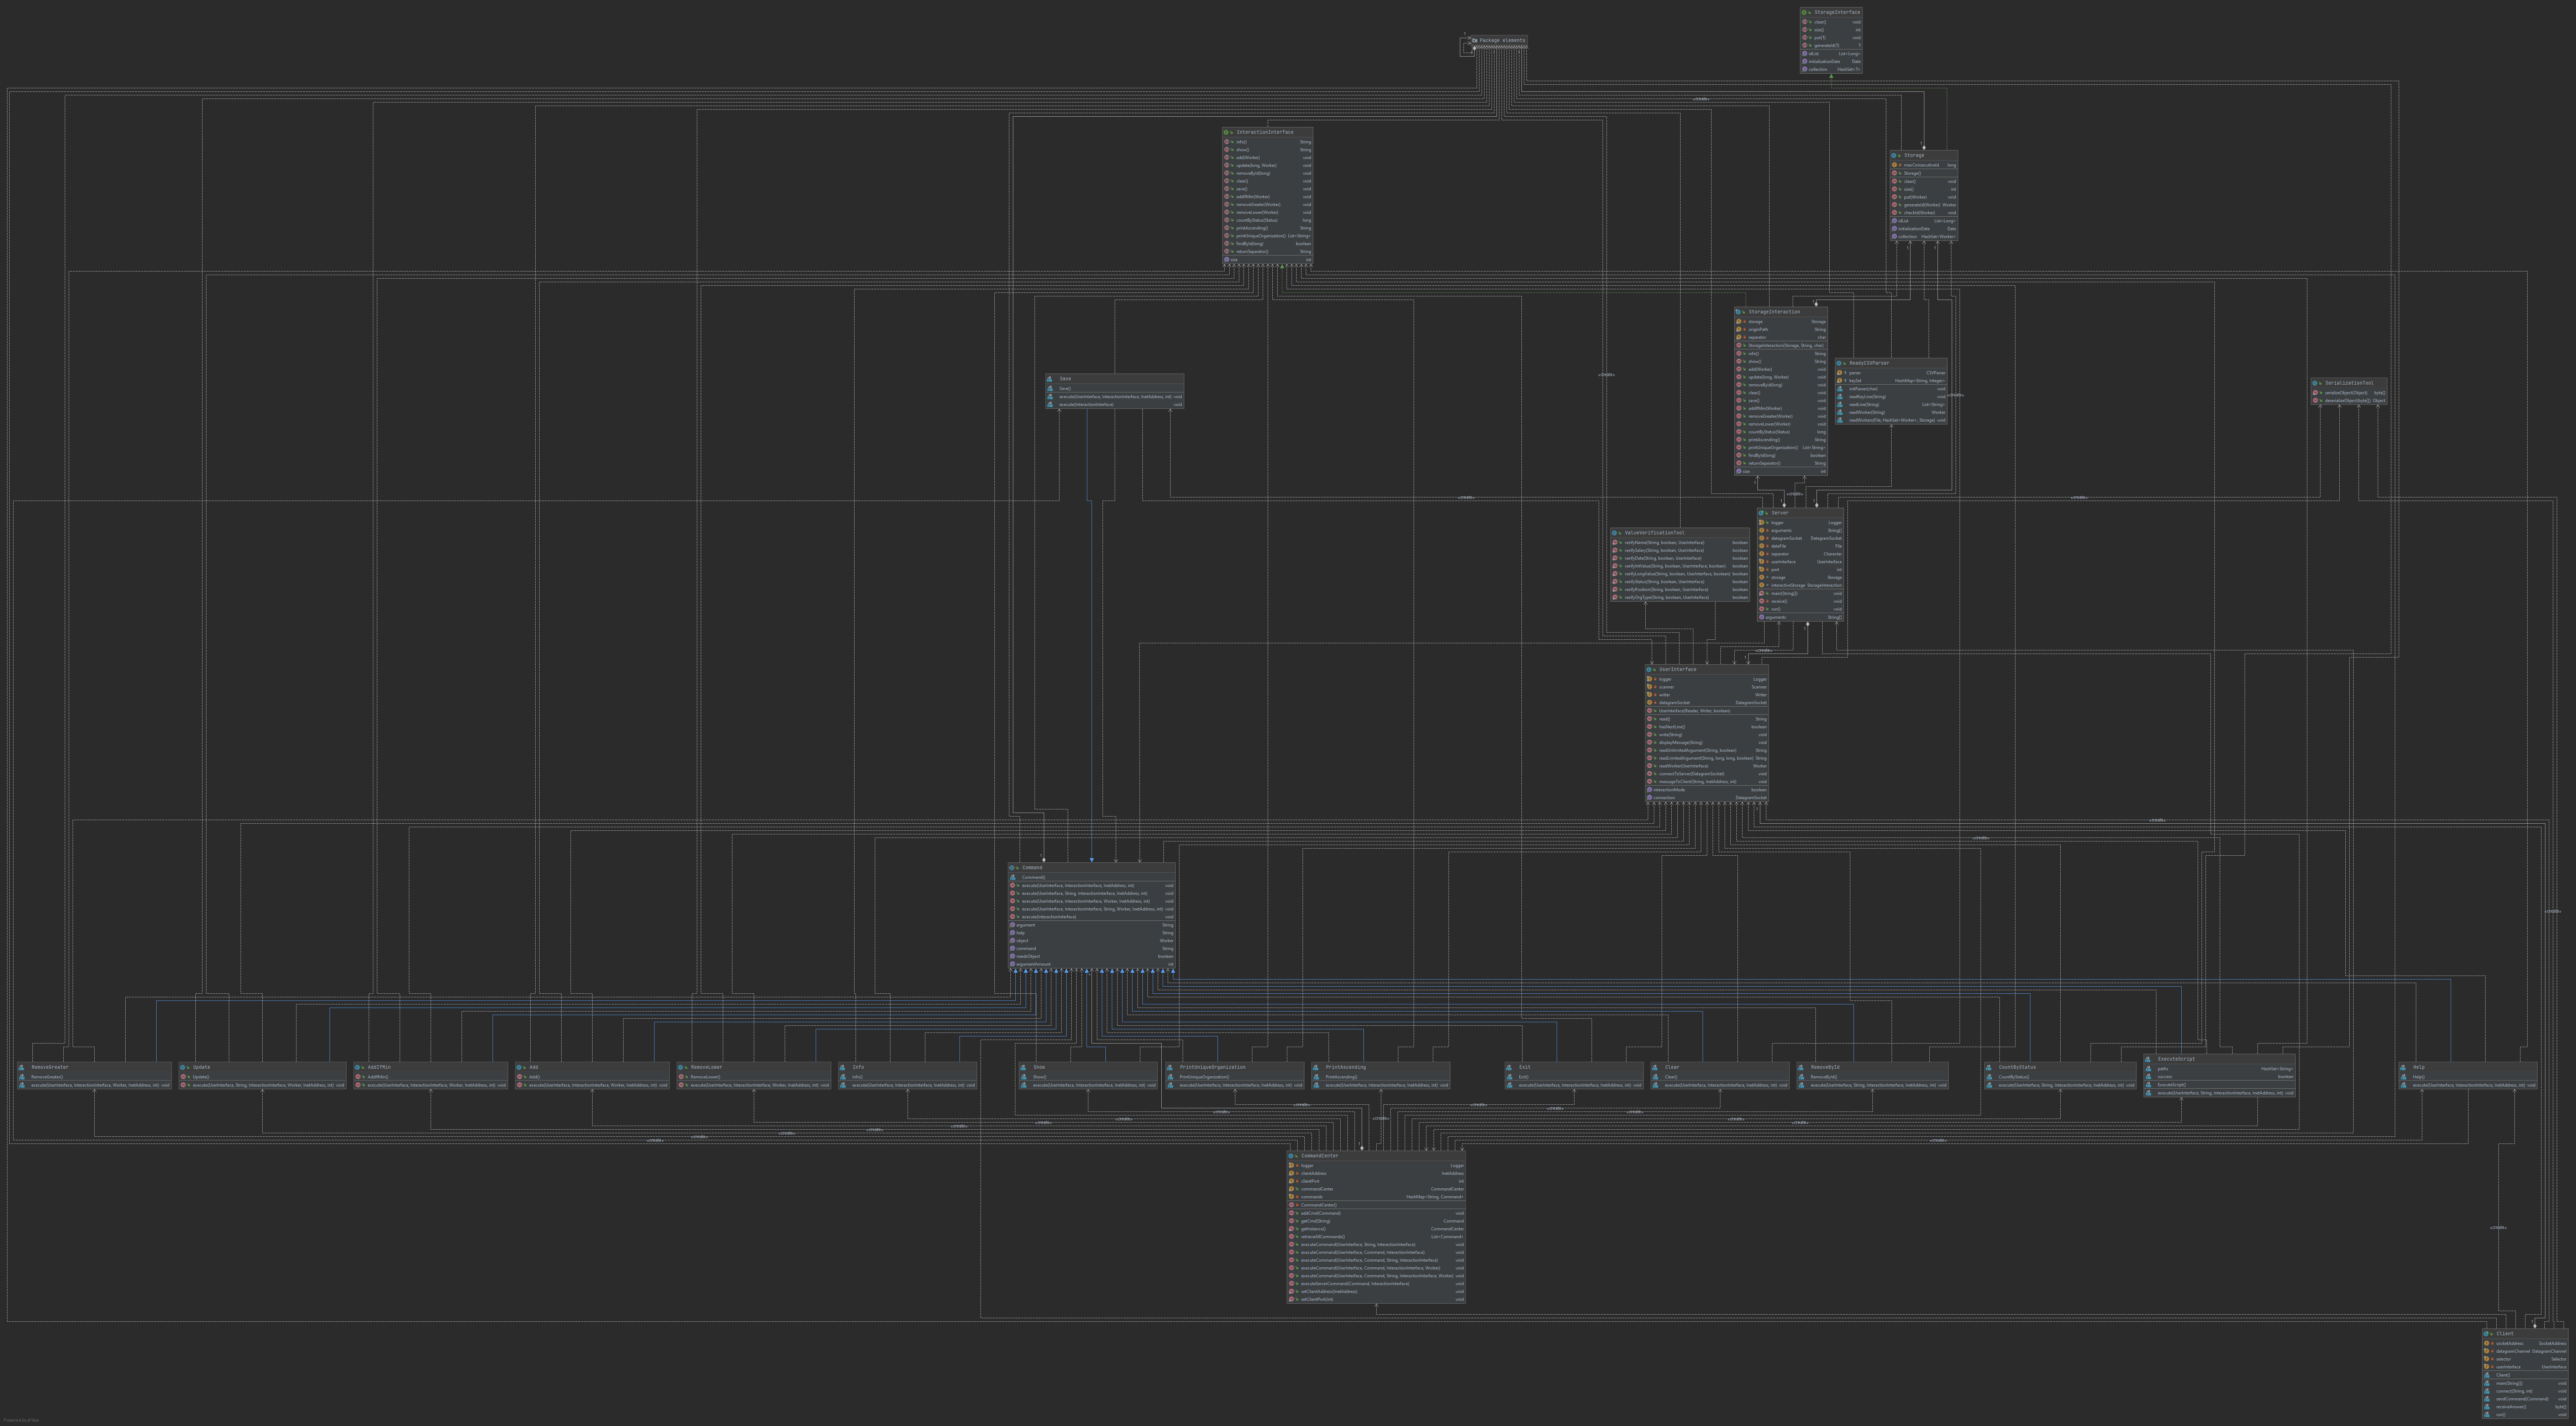 StorageInterface
clear() void
size() int
put(T) void
generateId(T) T
idList List<Long>
initializationDate Date
collection HashSet<T>
Package elements
InteractionInterface
info() String
show() String
add(Worker) void
update(long, Worker) void
removeById(long) void
clear() void
save() void
addIfMin(Worker) void
removeGreater(Worker) void
removeLower(Worker) void
countByStatus(Status) long
printAscending() String
printUniqueOrganization() List<String>
findById(long) boolean
returnSeparator() String
size int
Storage
maxConsecutiveId long
Storage()
clear() void
size() int
put(Worker) void
generateId(Worker) Worker
checkId(Worker) void
idList List<Long>
initializationDate Date
collection HashSet<Worker>
StorageInteraction
storage Storage
originPath String
separator char
StorageInteraction(Storage, String, char)
info() String
show() String
add(Worker) void
update(long, Worker) void
removeById(long) void
clear() void
save() void
addIfMin(Worker) void
removeGreater(Worker) void
removeLower(Worker) void
countByStatus(Status) long
printAscending() String
printUniqueOrganization() List<String>
findById(long) boolean
returnSeparator() String
size int
ReadyCSVParser
parser CSVParser
keySet HashMap<String, Integer>
initParser(char) void
readKeyLine(String) void
readLine(String) List<String>
readWorker(String) Worker
readWorkers(File, HashSet<Worker>, Storage) void
Save
Save()
execute(UserInterface, InteractionInterface, InetAddress, int) void
execute(InteractionInterface) void
SerializationTool
serializeObject(Object) byte[]
deserializeObject(byte[]) Object
Server
logger Logger
arguments String[]
datagramSocket DatagramSocket
dataFile File
separator Character
userInterface UserInterface
port int
storage Storage
interactiveStorage StorageInteraction
main(String[]) void
receive() void
run() void
arguments String[]
ValueVerificationTool
verifyName(String, boolean, UserInterface) boolean
verifySalary(String, boolean, UserInterface) boolean
verifyDate(String, boolean, UserInterface) boolean
verifyIntValue(String, boolean, UserInterface, boolean) boolean
verifyLongValue(String, boolean, UserInterface, boolean) boolean
verifyStatus(String, boolean, UserInterface) boolean
verifyPosition(String, boolean, UserInterface) boolean
verifyOrgType(String, boolean, UserInterface) boolean
UserInterface
logger Logger
scanner Scanner
writer Writer
datagramSocket DatagramSocket
UserInterface(Reader, Writer, boolean)
read() String
hasNextLine() boolean
write(String) void
displayMessage(String) void
readUnlimitedArgument(String, boolean) String
readLimitedArgument(String, long, long, boolean) String
readWorker(UserInterface) Worker
connectToServer(DatagramSocket) void
messageToClient(String, InetAddress, int) void
interactionMode boolean
connection DatagramSocket
Command
Command()
execute(UserInterface, InteractionInterface, InetAddress, int) void
execute(UserInterface, String, InteractionInterface, InetAddress, int) void
execute(UserInterface, InteractionInterface, Worker, InetAddress, int) void
execute(UserInterface, InteractionInterface, String, Worker, InetAddress, int) void
execute(InteractionInterface) void
argument String
help String
object Worker
command String
needsObject boolean
argumentAmount int
RemoveGreater
RemoveGreater()
execute(UserInterface, InteractionInterface, Worker, InetAddress, int) void
Update
Update()
execute(UserInterface, String, InteractionInterface, Worker, InetAddress, int) void
AddIfMin
AddIfMin()
execute(UserInterface, InteractionInterface, Worker, InetAddress, int) void
Add
Add()
execute(UserInterface, InteractionInterface, Worker, InetAddress, int) void
RemoveLower
RemoveLower()
execute(UserInterface, InteractionInterface, Worker, InetAddress, int) void
Info
Info()
execute(UserInterface, InteractionInterface, InetAddress, int) void
Show
Show()
execute(UserInterface, InteractionInterface, InetAddress, int) void
PrintUniqueOrganization
PrintUniqueOrganization()
execute(UserInterface, InteractionInterface, InetAddress, int) void
PrintAscending
PrintAscending()
execute(UserInterface, InteractionInterface, InetAddress, int) void
Exit
Exit()
execute(UserInterface, InteractionInterface, InetAddress, int) void
Clear
Clear()
execute(UserInterface, InteractionInterface, InetAddress, int) void
RemoveById
RemoveById()
execute(UserInterface, String, InteractionInterface, InetAddress, int) void
CountByStatus
CountByStatus()
execute(UserInterface, String, InteractionInterface, InetAddress, int) void
ExecuteScript
paths HashSet<String>
success boolean
ExecuteScript()
execute(UserInterface, String, InteractionInterface, InetAddress, int) void
Help
Help()
execute(UserInterface, InteractionInterface, InetAddress, int) void
CommandCenter
logger Logger
clientAddress InetAddress
clientPort int
commandCenter CommandCenter
commands HashMap<String, Command>
CommandCenter()
addCmd(Command) void
getCmd(String) Command
getInstance() CommandCenter
retrieveAllCommands() List<Command>
executeCommand(UserInterface, String, InteractionInterface) void
executeCommand(UserInterface, Command, InteractionInterface) void
executeCommand(UserInterface, Command, String, InteractionInterface) void
executeCommand(UserInterface, Command, InteractionInterface, Worker) void
executeCommand(UserInterface, Command, String, InteractionInterface, Worker) void
executeServerCommand(Command, InteractionInterface) void
setClientAddress(InetAddress) void
setClientPort(int) void
Client
socketAddress SocketAddress
datagramChannel DatagramChannel
selector Selector
userInterface UserInterface
Client()
main(String[]) void
connect(String, int) void
sendCommand(Command) void
receiveAnswer() byte[]
run() void
Powered by yFiles